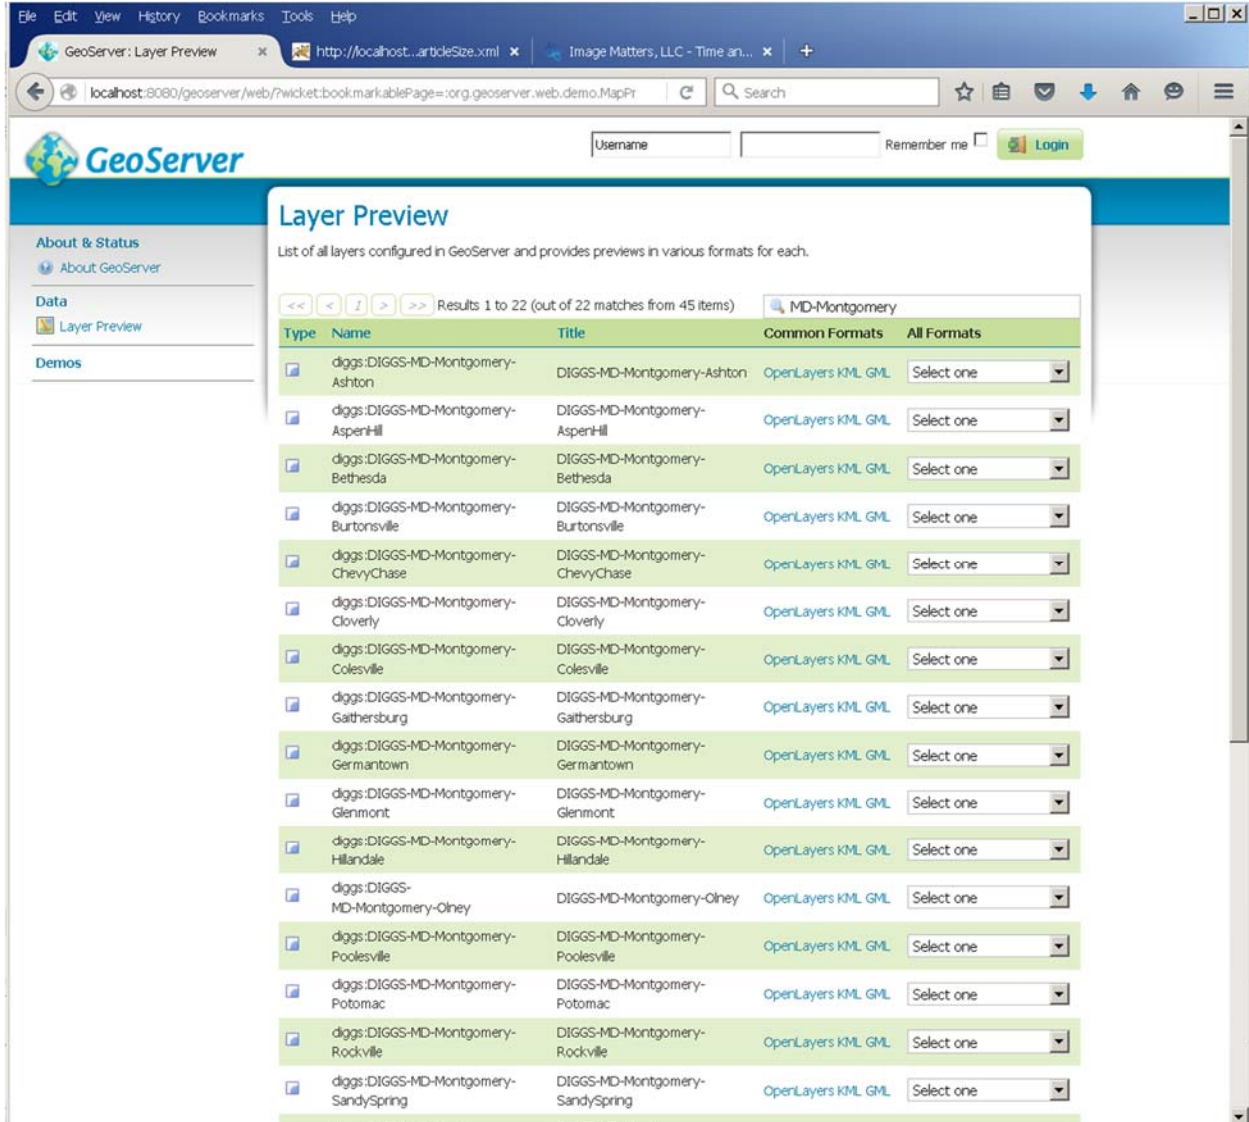 File Edit View History Bookmarks Tools Help
GeoServer: Layer Preview × http://localhost...articleSize.xml × Image Matters, LLC - Time an... × +
localhost:8080/geoserver/web/?wicket:bookmarkablePage=:org.geoserver.web.demo.MapPr Search
GeoServer
Username Remember me Login
Layer Preview
List of all layers configured in GeoServer and provides previews in various formats for each.
About & Status
About GeoServer
Data
Layer Preview
Demos
<< < 1 > >> Results 1 to 22 (out of 22 matches from 45 items) MD-Montgomery
Type Name Title Common Formats All Formats
diggs:DIGGS-MD-Montgomery-
Ashton
DIGGS-MD-Montgomery-Ashton OpenLayers KML GML Select one
diggs:DIGGS-MD-Montgomery-
AspenHill
DIGGS-MD-Montgomery-
AspenHill
OpenLayers KML GML Select one
diggs:DIGGS-MD-Montgomery-
Bethesda
DIGGS-MD-Montgomery-
Bethesda
OpenLayers KML GML Select one
diggs:DIGGS-MD-Montgomery-
Burtonsville
DIGGS-MD-Montgomery-
Burtonsville
OpenLayers KML GML Select one
diggs:DIGGS-MD-Montgomery-
ChevyChase
DIGGS-MD-Montgomery-
ChevyChase
OpenLayers KML GML Select one
diggs:DIGGS-MD-Montgomery-
Cloverly
DIGGS-MD-Montgomery-
Cloverly
OpenLayers KML GML Select one
diggs:DIGGS-MD-Montgomery-
Colesville
DIGGS-MD-Montgomery-
Colesville
OpenLayers KML GML Select one
diggs:DIGGS-MD-Montgomery-
Gaithersburg
DIGGS-MD-Montgomery-
Gaithersburg
OpenLayers KML GML Select one
diggs:DIGGS-MD-Montgomery-
Germantown
DIGGS-MD-Montgomery-
Germantown
OpenLayers KML GML Select one
diggs:DIGGS-MD-Montgomery-
Glenmont
DIGGS-MD-Montgomery-
Glenmont
OpenLayers KML GML Select one
diggs:DIGGS-MD-Montgomery-
Hillandale
DIGGS-MD-Montgomery-
Hillandale
OpenLayers KML GML Select one
diggs:DIGGS-
MD-Montgomery-Olney
DIGGS-MD-Montgomery-Olney OpenLayers KML GML Select one
diggs:DIGGS-MD-Montgomery-
Poolesville
DIGGS-MD-Montgomery-
Poolesville
OpenLayers KML GML Select one
diggs:DIGGS-MD-Montgomery-
Potomac
DIGGS-MD-Montgomery-
Potomac
OpenLayers KML GML Select one
diggs:DIGGS-MD-Montgomery-
Rockville
DIGGS-MD-Montgomery-
Rockville
OpenLayers KML GML Select one
diggs:DIGGS-MD-Montgomery-
SandySpring
DIGGS-MD-Montgomery-
SandySpring
OpenLayers KML GML Select one